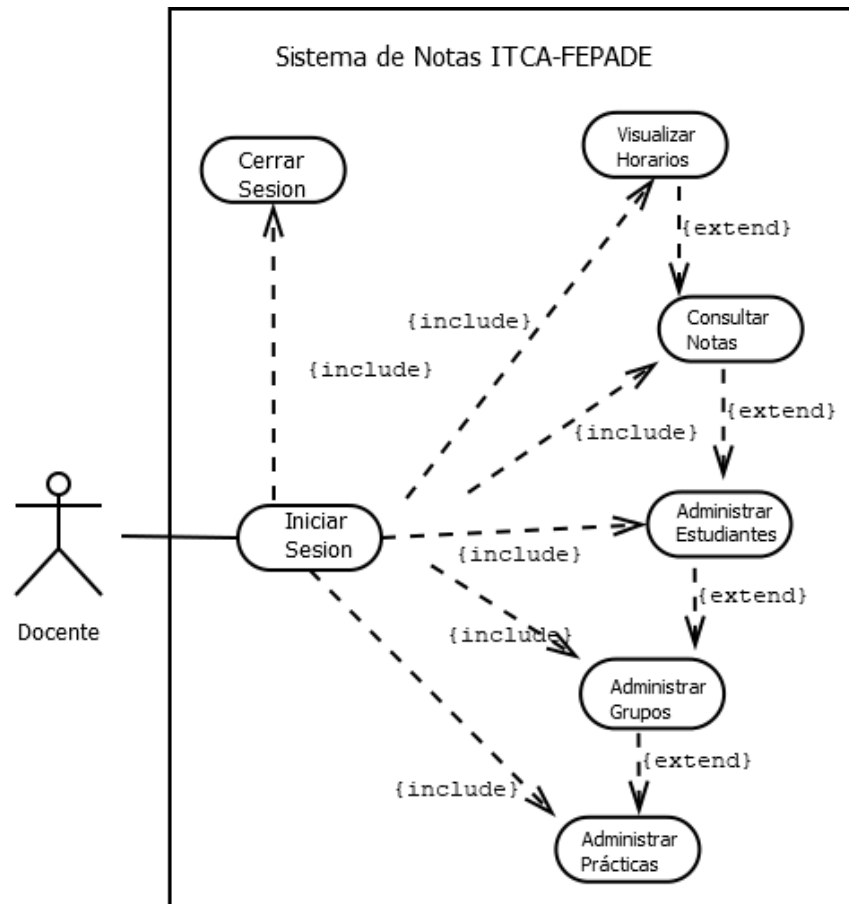 Sistema de Notas ITCA-FEPADE
Cerrar
Sesion
Visualizar
Horarios
{extend}
{include}
Consultar
Notas
{include}
{extend}
{include}
Iniciar
Sesion
Administrar
Estudiantes
{include}
{extend}
Docente
{include}
Administrar
Grupos
{extend}
{include}
Administrar
Prácticas